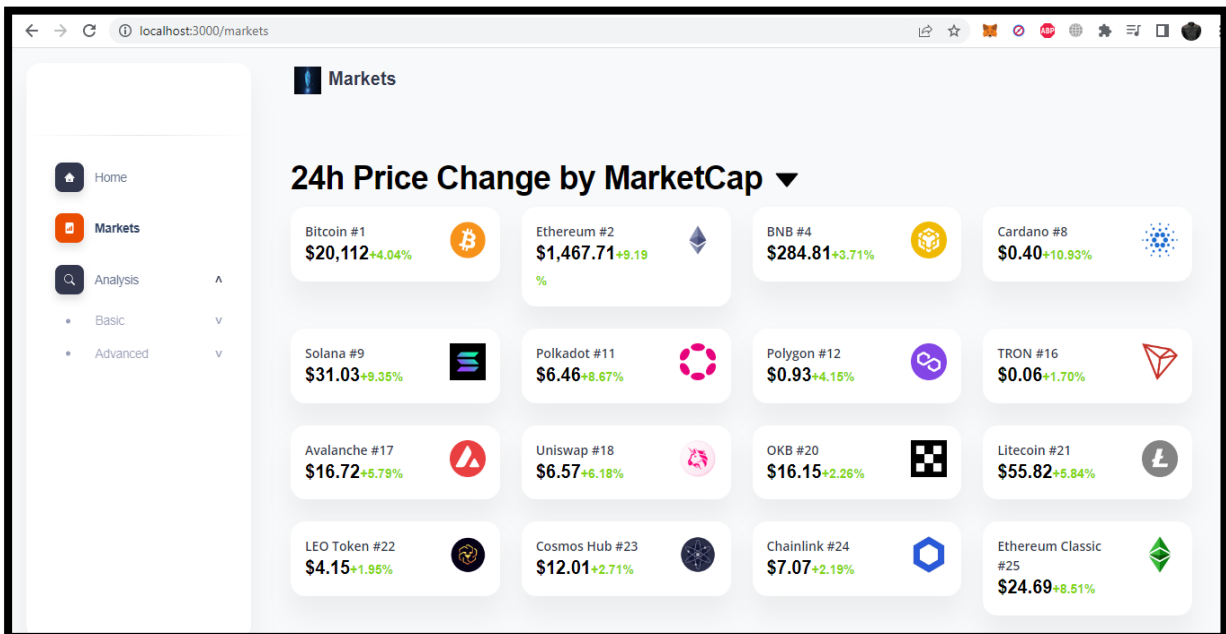 localhost:3000/markets
ABP
Markets
Home
Markets
Analysis ʌ
Basic v
Advanced v
24h Price Change by MarketCap ▼
Bitcoin #1
$20,112+4.04%
Ethereum #2
$1,467.71+9.19
%
BNB #4
$284.81+3.71%
Cardano #8
$0.40+10.93%
Solana #9
$31.03+9.35%
Polkadot #11
$6.46+8.67%
Polygon #12
$0.93+4.15%
TRON #16
$0.06+1.70%
Avalanche #17
$16.72+5.79%
Uniswap #18
$6.57+6.18%
OKB #20
$16.15+2.26%
Litecoin #21
$55.82+5.84%
LEO Token #22
$4.15+1.95%
Cosmos Hub #23
$12.01+2.71%
Chainlink #24
$7.07+2.19%
Ethereum Classic
#25
$24.69+8.51%